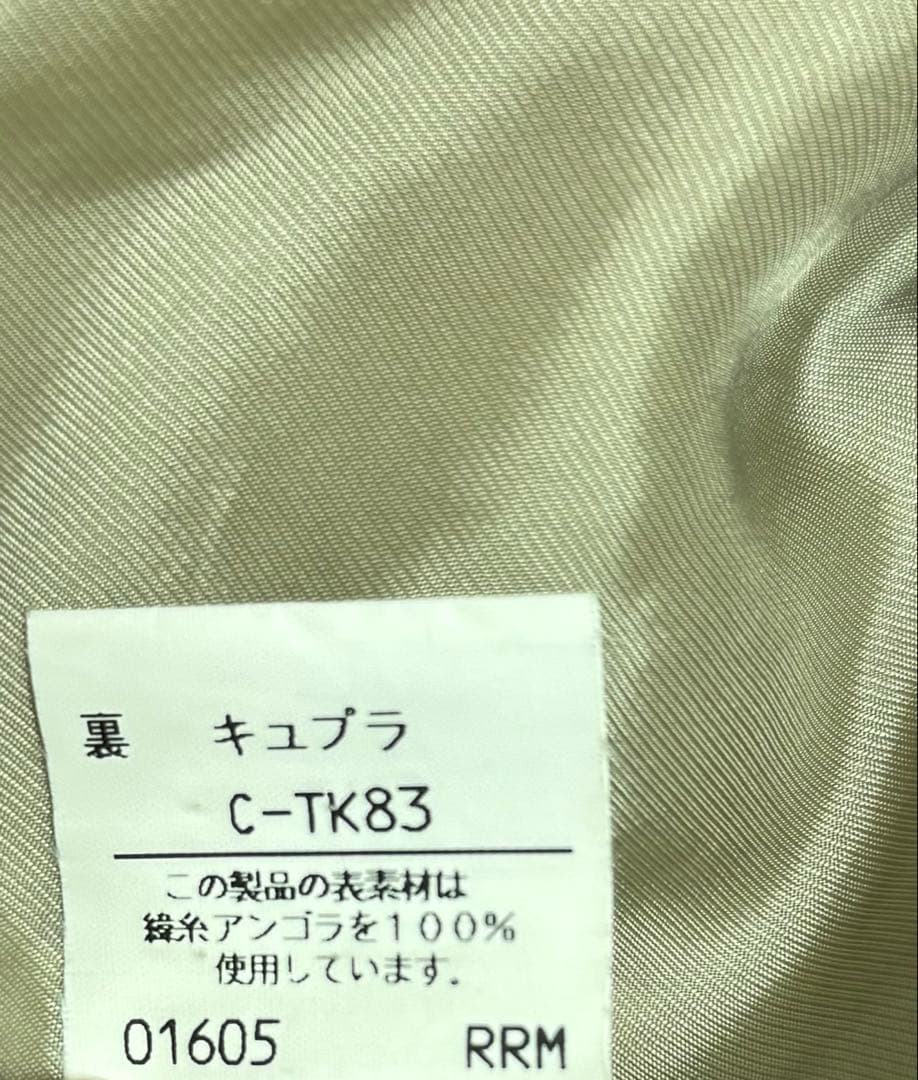 裏　キュプラ
C-TK83
この製品の表素材は
緯糸アンゴラを１００％
使用しています。
01605　RRM